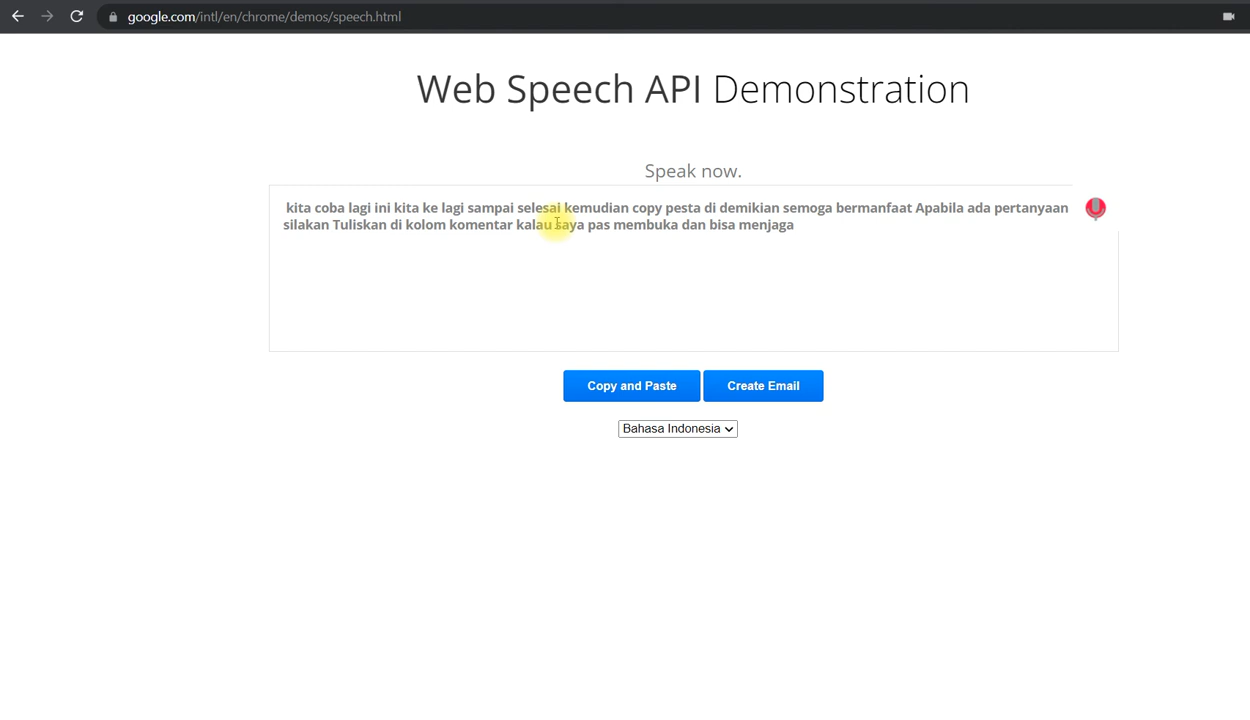 google.com/intl/en/chrome/demos/speech.html
Web Speech API Demonstration
Speak now.
kita coba lagi ini kita ke lagi sampai selesai kemudian copy pesta di demikian semoga bermanfaat Apabila ada pertanyaan
silakan Tuliskan di kolom komentar kalau saya pas membuka dan bisa menjaga
Copy and Paste Create Email
Bahasa Indonesia